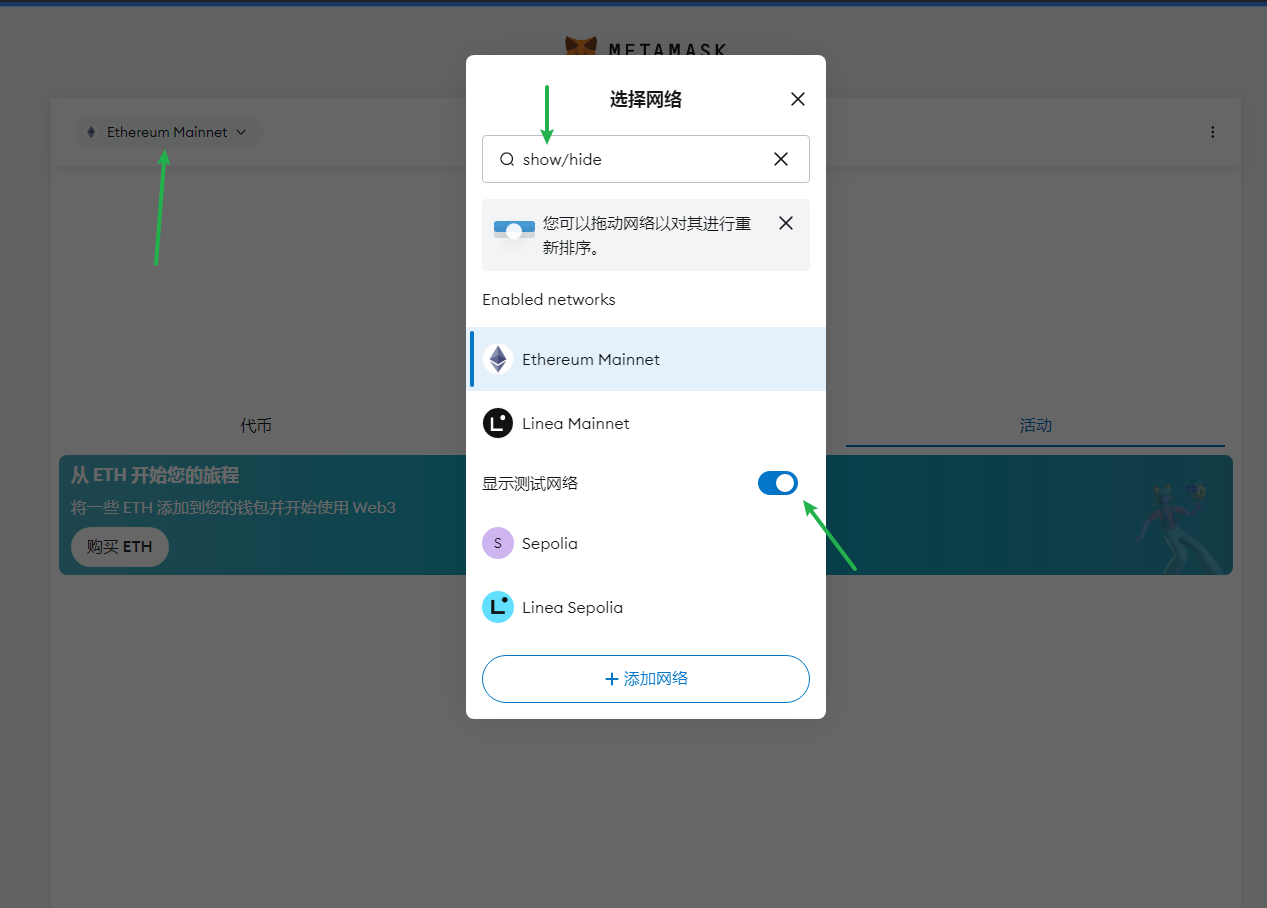 METAMASK
选择网络
Ethereum Mainnet
show/hide
您可以拖动网络以对其进行重
新排序。
Enabled networks
Ethereum Mainnet
Linea Mainnet
代币
活动
显示测试网络
从 ETH 开始您的旅程
将一些 ETH 添加到您的钱包并开始使用 Web3
购买 ETH
S Sepolia
L Linea Sepolia
+ 添加网络